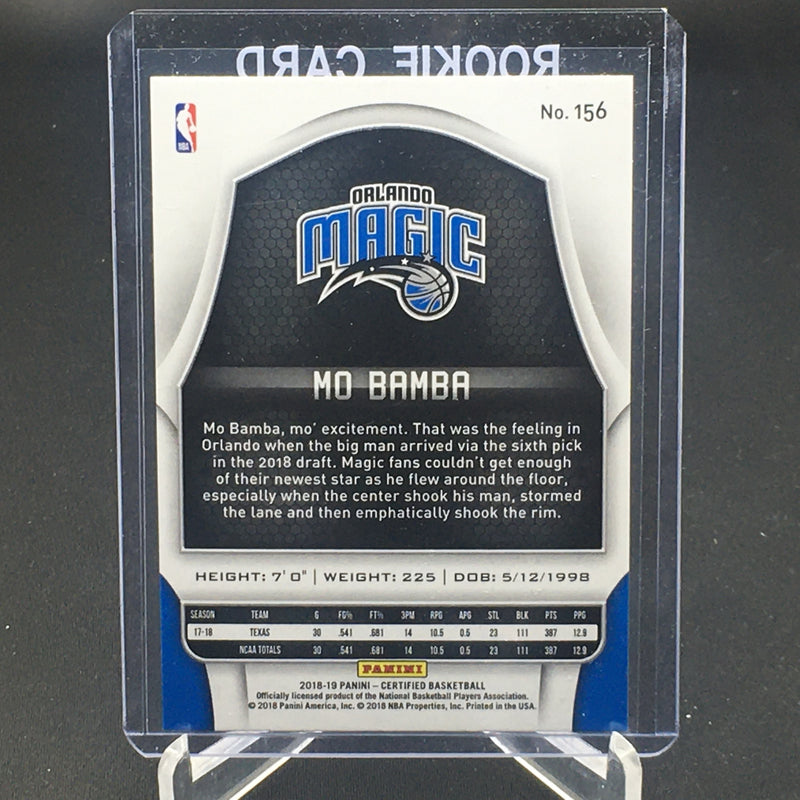 ROOKIE CARD
No. 156
NBA
ORLANDO
MAGIC
MO BAMBA
Mo Bamba, mo' excitement. That was the feeling in
Orlando when the big man arrived via the sixth pick
in the 2018 draft. Magic fans couldn't get enough
of their newest star as he flew around the floor,
especially when the center shook his man, stormed
the lane and then emphatically shook the rim.
HEIGHT: 7' 0" | WEIGHT: 225 | DOB: 5/12/1998
SEASON TEAM G FG% FT% 3PM RPG APG STL BLK PTS PPG
17-18 TEXAS 30 .541 .681 14 10.5 0.5 23 111 387 12.9
NCAA TOTALS 30 .541 .681 14 10.5 0.5 23 111 387 12.9
PANINI
2018-19 PANINI – CERTIFIED BASKETBALL
Officially licensed product of the National Basketball Players Association.
© 2018 Panini America, Inc. © 2018 NBA Properties, Inc. Printed in the USA.